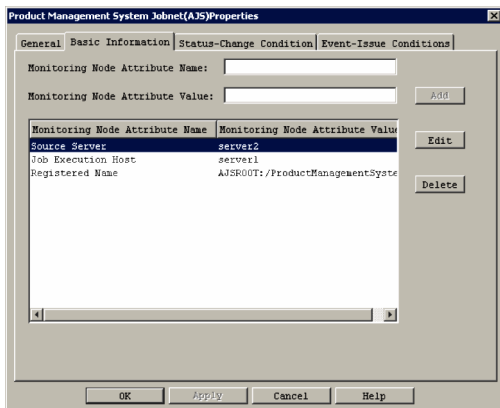 Product Management System Jobnet(AJS)Properties
General Basic Information Status-Change Condition Event-Issue Conditions
Monitoring Node Attribute Name:
Monitoring Node Attribute Value:
Add
Monitoring Node Attribute Name Monitoring Node Attribute Value
Source Server server2
Edit
Job Execution Host server1
Registered Name AJSROOT:/ProductManagementSyste
Delete
OK Apply Cancel Help